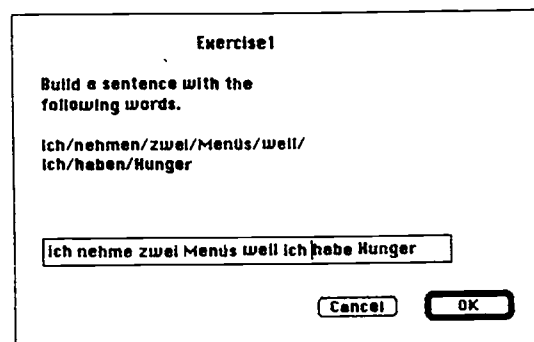 Exercise1
Build a sentence with the
following words.
ich/nehmen/zwei/Menüs/weil/
ich/haben/Hunger
ich nehme zwei Menüs weil ich habe Hunger
Cancel
OK